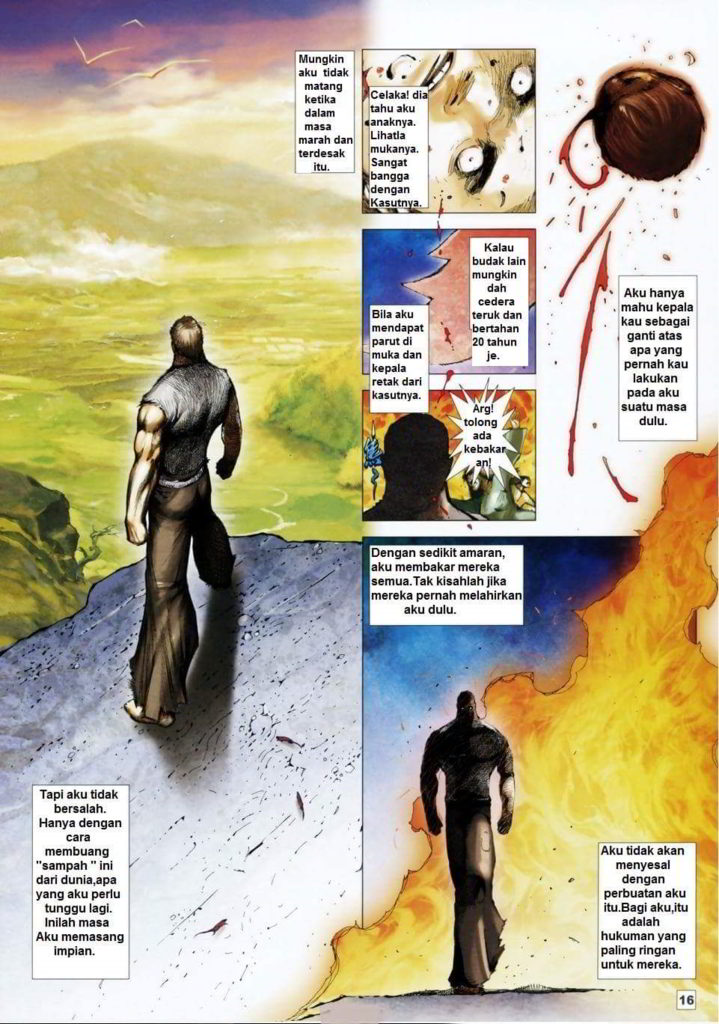 Mungkin
aku tidak
matang
ketika
dalam
masa
marah dan
terdesak
itu.
Celaka! dia
tahu aku
anaknya.
Lihatla
mukanya.
Sangat
bangga
dengan
Kasutnya.
Kalau
budak lain
mungkin
dah
cedera
teruk dan
bertahan
20 tahun
je.
Bila aku
mendapat
parut di
muka dan
kepala
retak dari
kasutnya.
Aku hanya
mahu kepala
kau sebagai
ganti atas
apa yang
pernah kau
lakukan
pada aku
suatu masa
dulu.
Arg!
tolong
ada
kebakar
an!
Dengan sedikit amaran,
aku membakar mereka
semua.Tak kisahlah jika
mereka pernah melahirkan
aku dulu.
Tapi aku tidak
bersalah.
Hanya dengan
cara
membuang
"sampah " ini
dari dunia,apa
yang aku perlu
tunggu lagi.
Inilah masa
Aku memasang
impian.
Aku tidak akan
menyesal
dengan
perbuatan aku
itu.Bagi aku,itu
adalah
hukuman yang
paling ringan
untuk mereka.
16